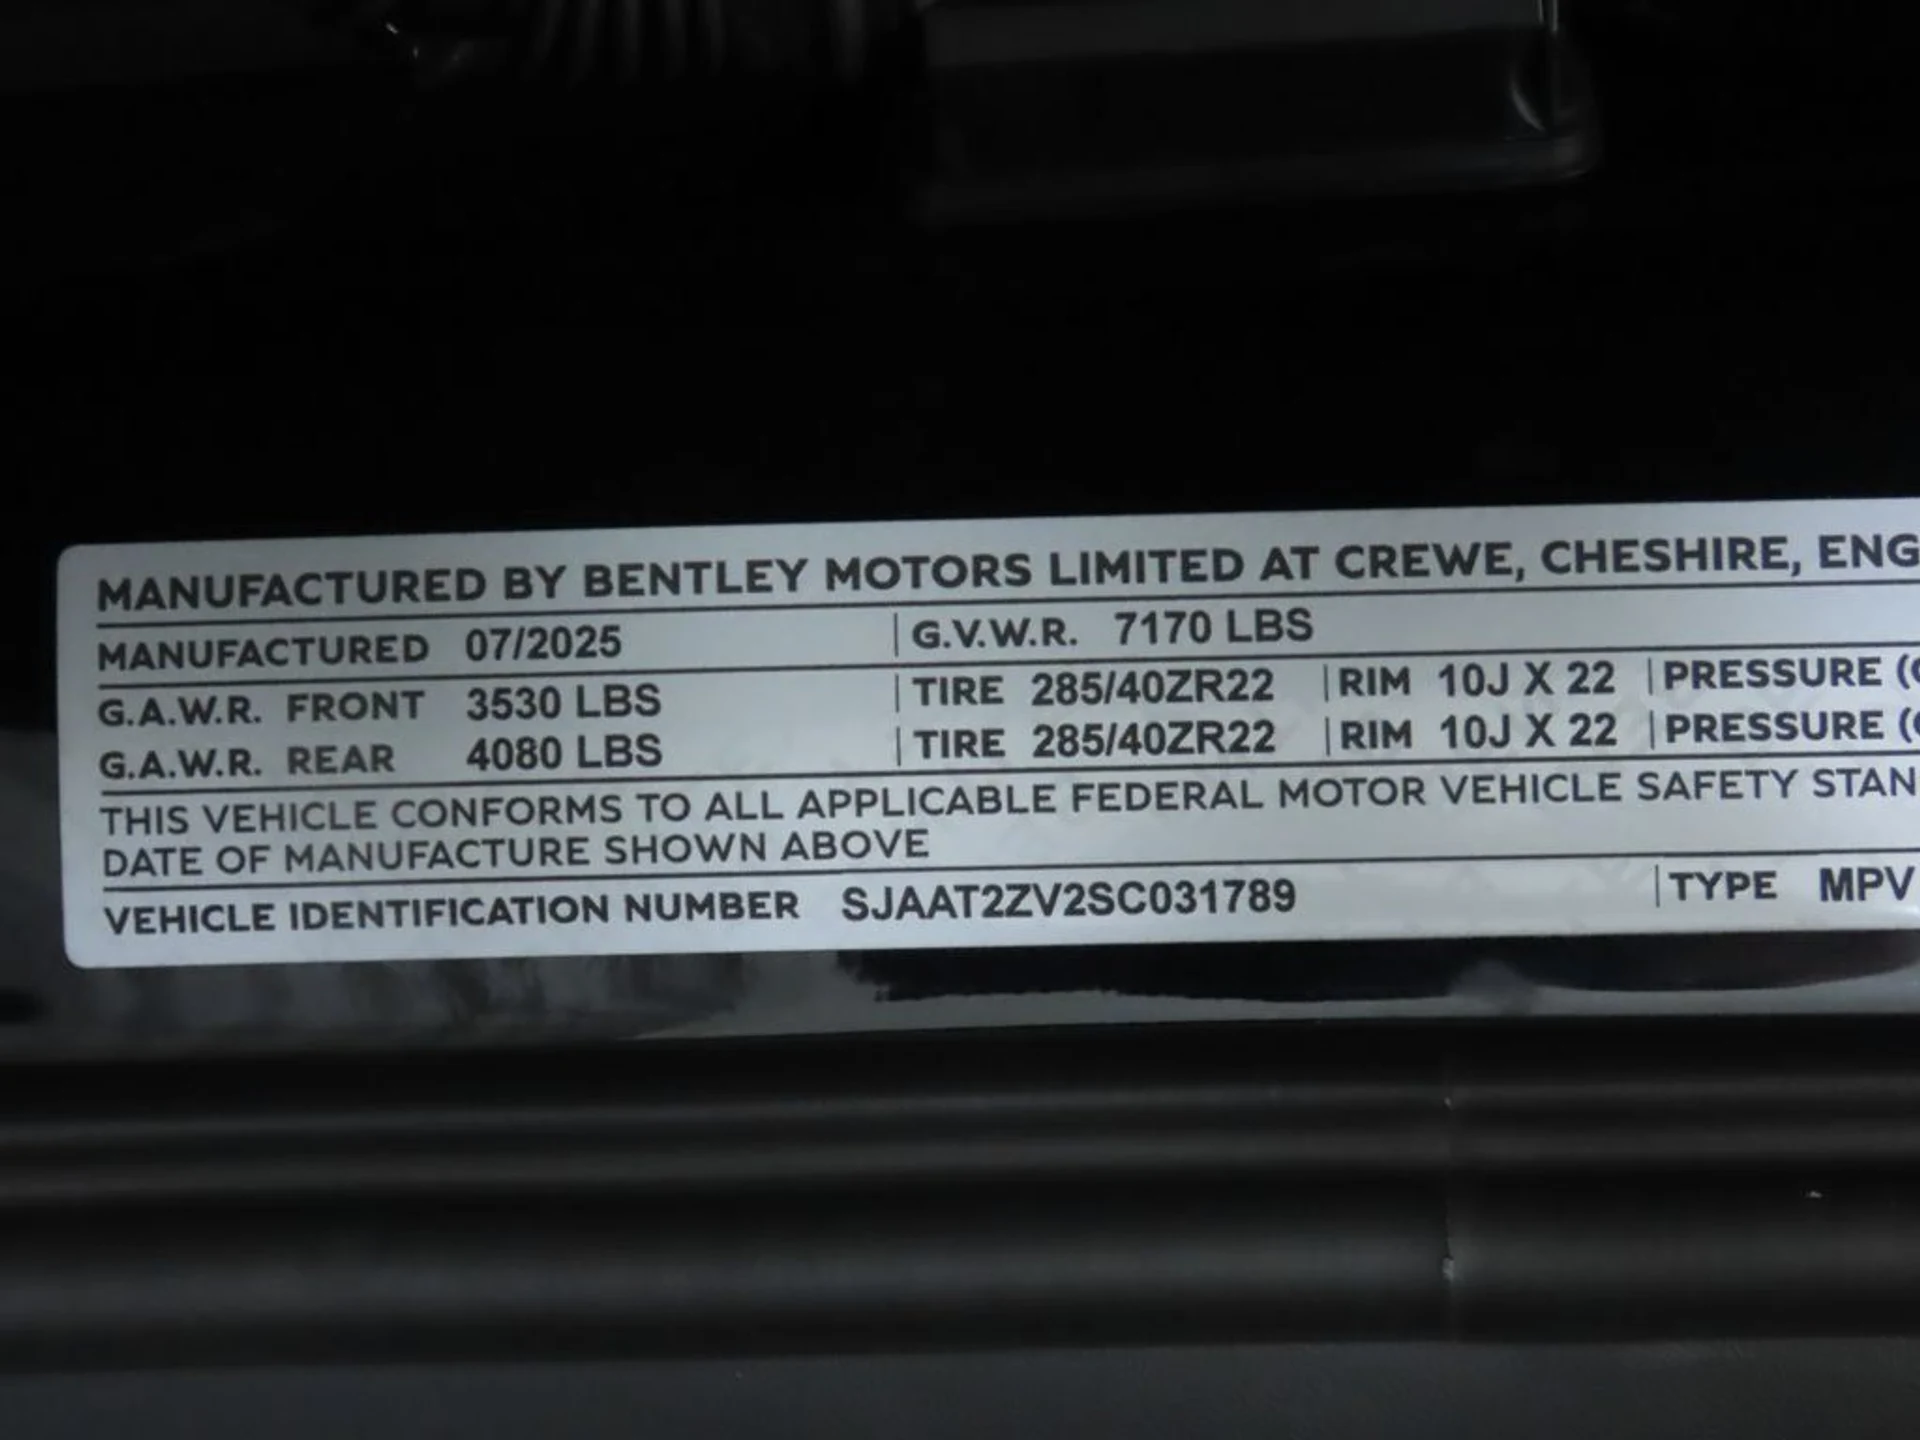 MANUFACTURED BY BENTLEY MOTORS LIMITED AT CREWE, CHESHIRE, ENG
MANUFACTURED 07/2025 | G.V.W.R. 7170 LBS
G.A.W.R. FRONT 3530 LBS | TIRE 285/40ZR22 | RIM 10J X 22 | PRESSURE (
G.A.W.R. REAR 4080 LBS | TIRE 285/40ZR22 | RIM 10J X 22 | PRESSURE (
THIS VEHICLE CONFORMS TO ALL APPLICABLE FEDERAL MOTOR VEHICLE SAFETY STAN
DATE OF MANUFACTURE SHOWN ABOVE
VEHICLE IDENTIFICATION NUMBER SJAAT2ZV2SC031789 | TYPE MPV